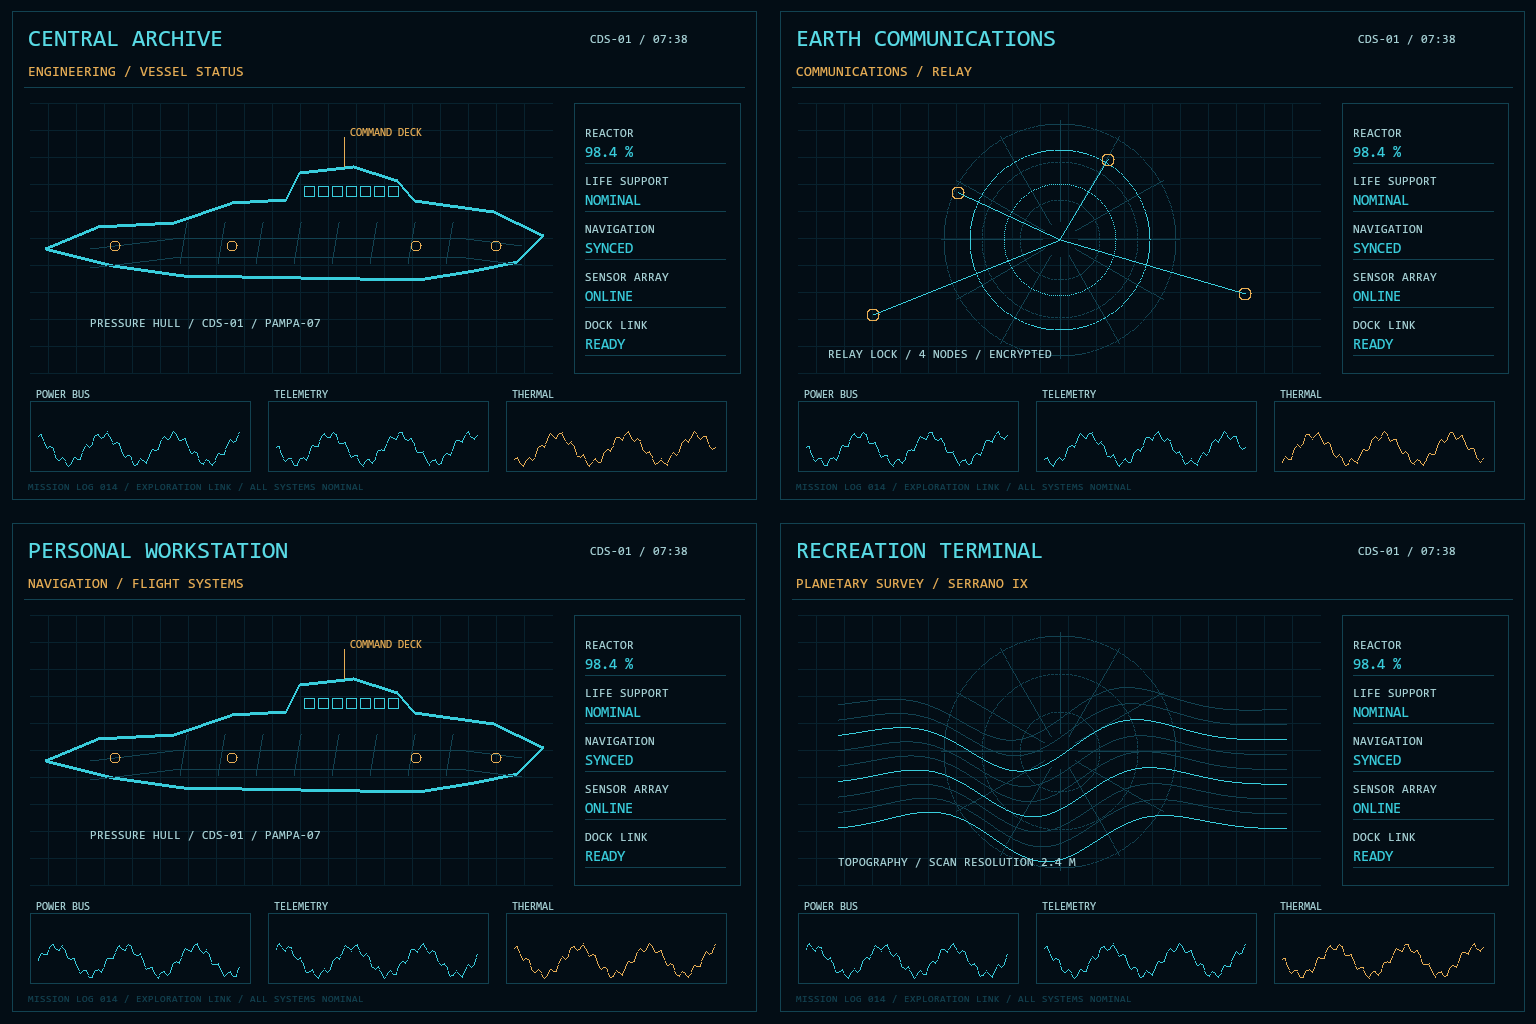 CENTRAL ARCHIVE
CDS-01 / 07:38
ENGINEERING / VESSEL STATUS
COMMAND DECK
PRESSURE HULL / CDS-01 / PAMPA-07
REACTOR
98.4 %
LIFE SUPPORT
NOMINAL
NAVIGATION
SYNCED
SENSOR ARRAY
ONLINE
DOCK LINK
READY
POWER BUS
TELEMETRY
THERMAL
MISSION LOG 014 / EXPLORATION LINK / ALL SYSTEMS NOMINAL
EARTH COMMUNICATIONS
CDS-01 / 07:38
COMMUNICATIONS / RELAY
RELAY LOCK / 4 NODES / ENCRYPTED
REACTOR
98.4 %
LIFE SUPPORT
NOMINAL
NAVIGATION
SYNCED
SENSOR ARRAY
ONLINE
DOCK LINK
READY
POWER BUS
TELEMETRY
THERMAL
MISSION LOG 014 / EXPLORATION LINK / ALL SYSTEMS NOMINAL
PERSONAL WORKSTATION
CDS-01 / 07:38
NAVIGATION / FLIGHT SYSTEMS
COMMAND DECK
PRESSURE HULL / CDS-01 / PAMPA-07
REACTOR
98.4 %
LIFE SUPPORT
NOMINAL
NAVIGATION
SYNCED
SENSOR ARRAY
ONLINE
DOCK LINK
READY
POWER BUS
TELEMETRY
THERMAL
MISSION LOG 014 / EXPLORATION LINK / ALL SYSTEMS NOMINAL
RECREATION TERMINAL
CDS-01 / 07:38
PLANETARY SURVEY / SERRANO IX
TOPOGRAPHY / SCAN RESOLUTION 2.4 M
REACTOR
98.4 %
LIFE SUPPORT
NOMINAL
NAVIGATION
SYNCED
SENSOR ARRAY
ONLINE
DOCK LINK
READY
POWER BUS
TELEMETRY
THERMAL
MISSION LOG 014 / EXPLORATION LINK / ALL SYSTEMS NOMINAL